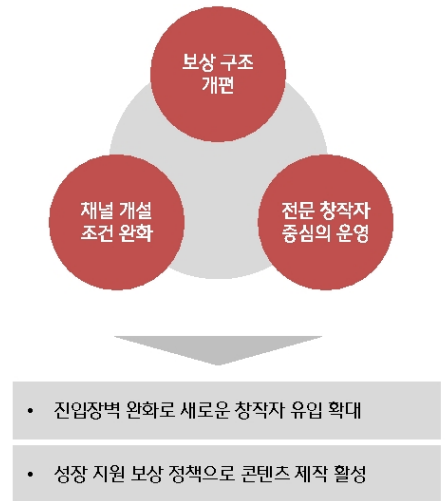 보상 구조
개편
채널 개설
조건 완화
전문 창작자
중심의 운영
• 진입장벽 완화로 새로운 창작자 유입 확대
• 성장 지원 보상 정책으로 콘텐츠 제작 활성